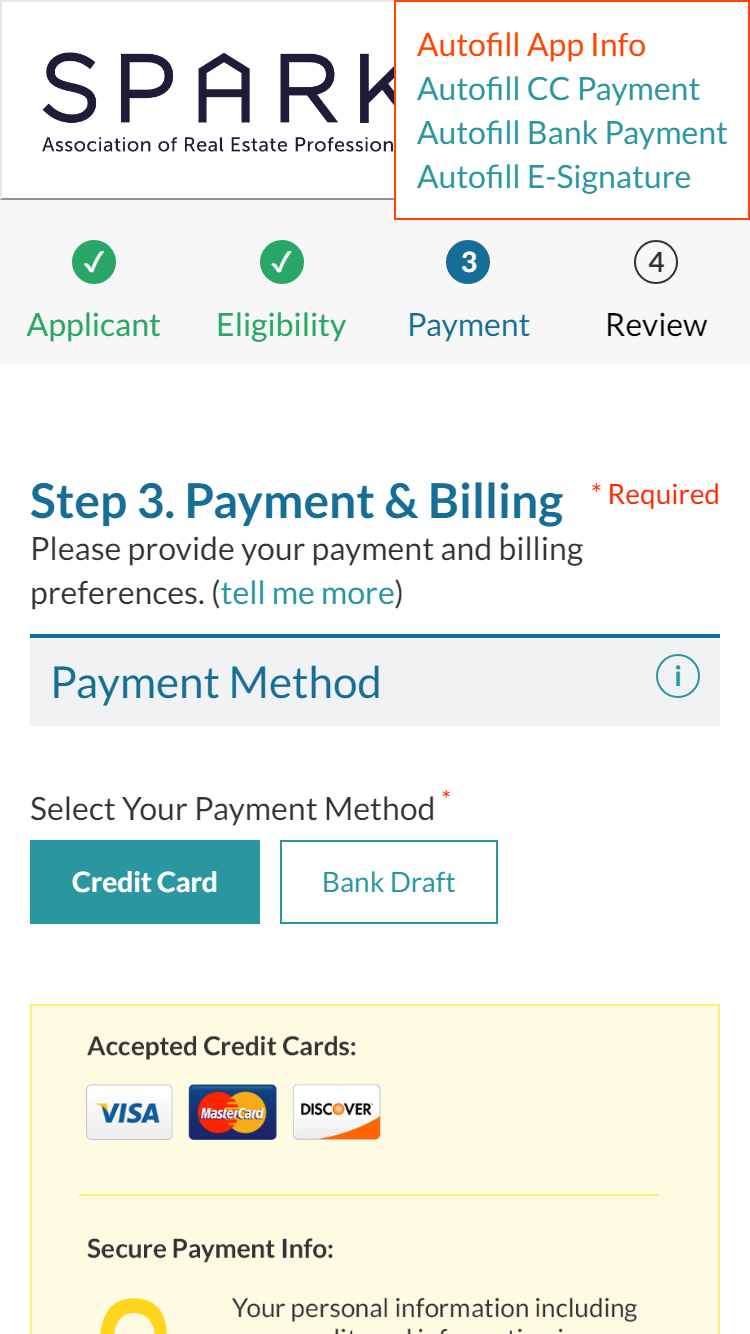 SPARK
Association of Real Estate Profession
Autofill App Info
Autofill CC Payment
Autofill Bank Payment
Autofill E-Signature
Applicant
Eligibility
3
Payment
4
Review
Step 3. Payment & Billing
* Required
Please provide your payment and billing
preferences. (tell me more)
Payment Method
i
Select Your Payment Method *
Credit Card
Bank Draft
Accepted Credit Cards:
VISA
MasterCard
DISCOVER
Secure Payment Info:
Your personal information including